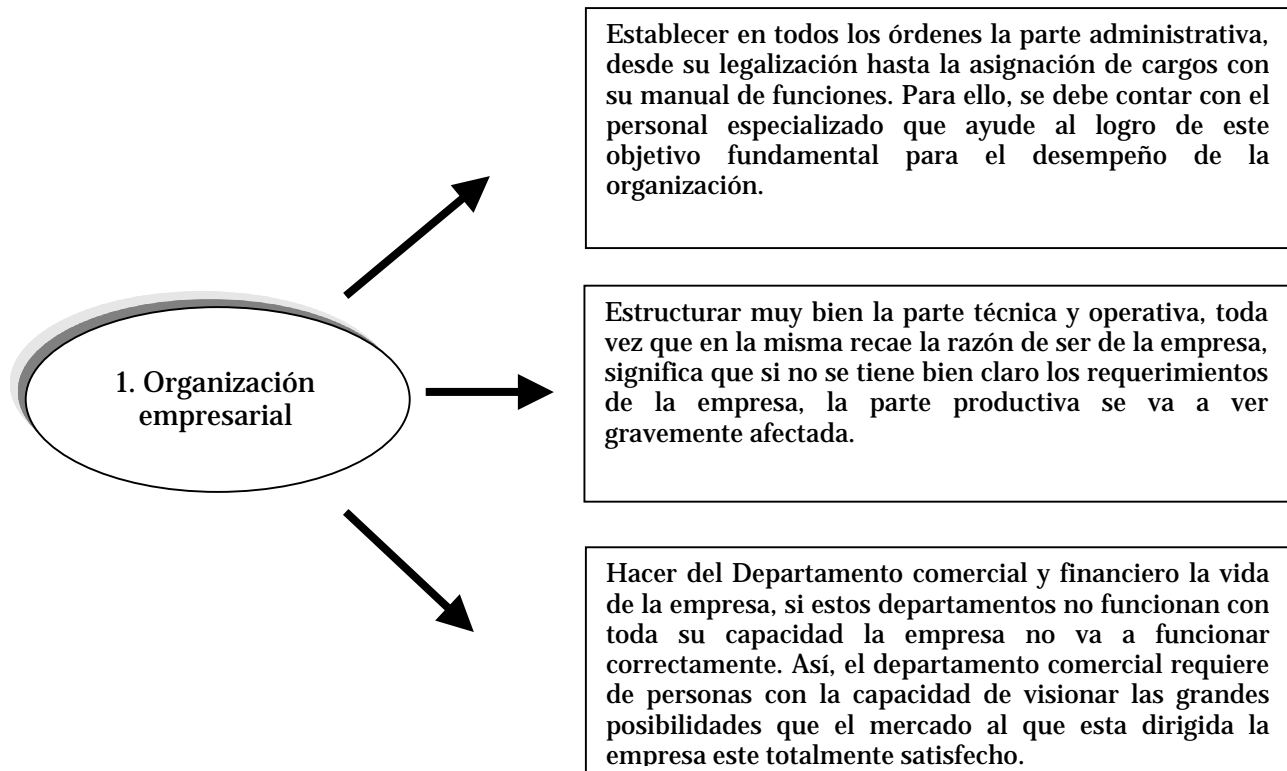 Establecer en todos los órdenes la parte administrativa,
desde su legalización hasta la asignación de cargos con
su manual de funciones. Para ello, se debe contar con el
personal especializado que ayude al logro de este
objetivo fundamental para el desempeño de la
organización.
1. Organización
empresarial
Estructurar muy bien la parte técnica y operativa, toda
vez que en la misma recae la razón de ser de la empresa,
significa que si no se tiene bien claro los requerimientos
de la empresa, la parte productiva se va a ver
gravemente afectada.
Hacer del Departamento comercial y financiero la vida
de la empresa, si estos departamentos no funcionan con
toda su capacidad la empresa no va a funcionar
correctamente. Así, el departamento comercial requiere
de personas con la capacidad de visionar las grandes
posibilidades que el mercado al que esta dirigida la
empresa este totalmente satisfecho.